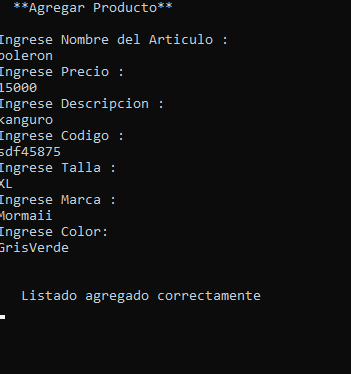 **Agregar Producto**
Ingrese Nombre del Articulo :
poleron
Ingrese Precio :
15000
Ingrese Descripcion :
kanguro
Ingrese Codigo :
sdf45875
Ingrese Talla :
XL
Ingrese Marca :
Mormaii
Ingrese Color:
GrisVerde
Listado agregado correctamente